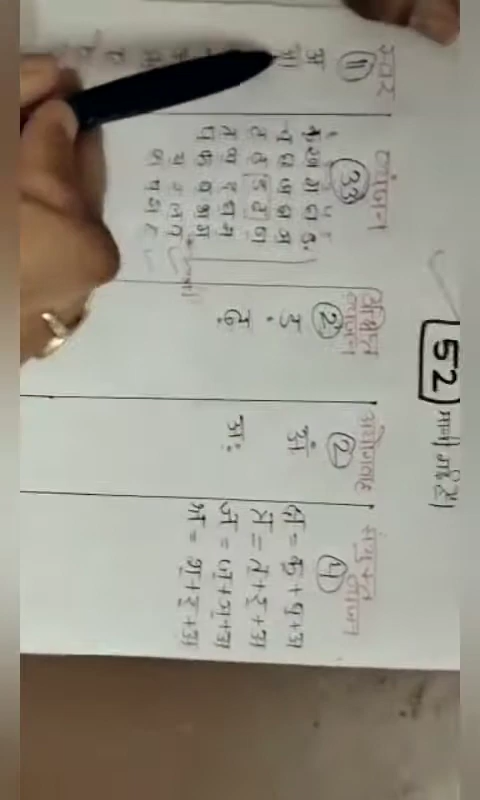 52 मानी गई है।
स्वर
11
अ
आ
व्यंजन
33
क ख ग घ ङ
च छ ज झ ञ
ट ठ ड ढ ण
त थ द ध न
प फ ब भ म
य र ल व
श ष स ह
व्यंजन
2
ड़
ढ़
अयोगवाह
2
अं
अः
संयुक्त व्यंजन
4
क्ष = क् + ष् + अ
त्र = त् + र् + अ
ज्ञ = ज् + ञ् + अ
श्र = श् + र् + अ